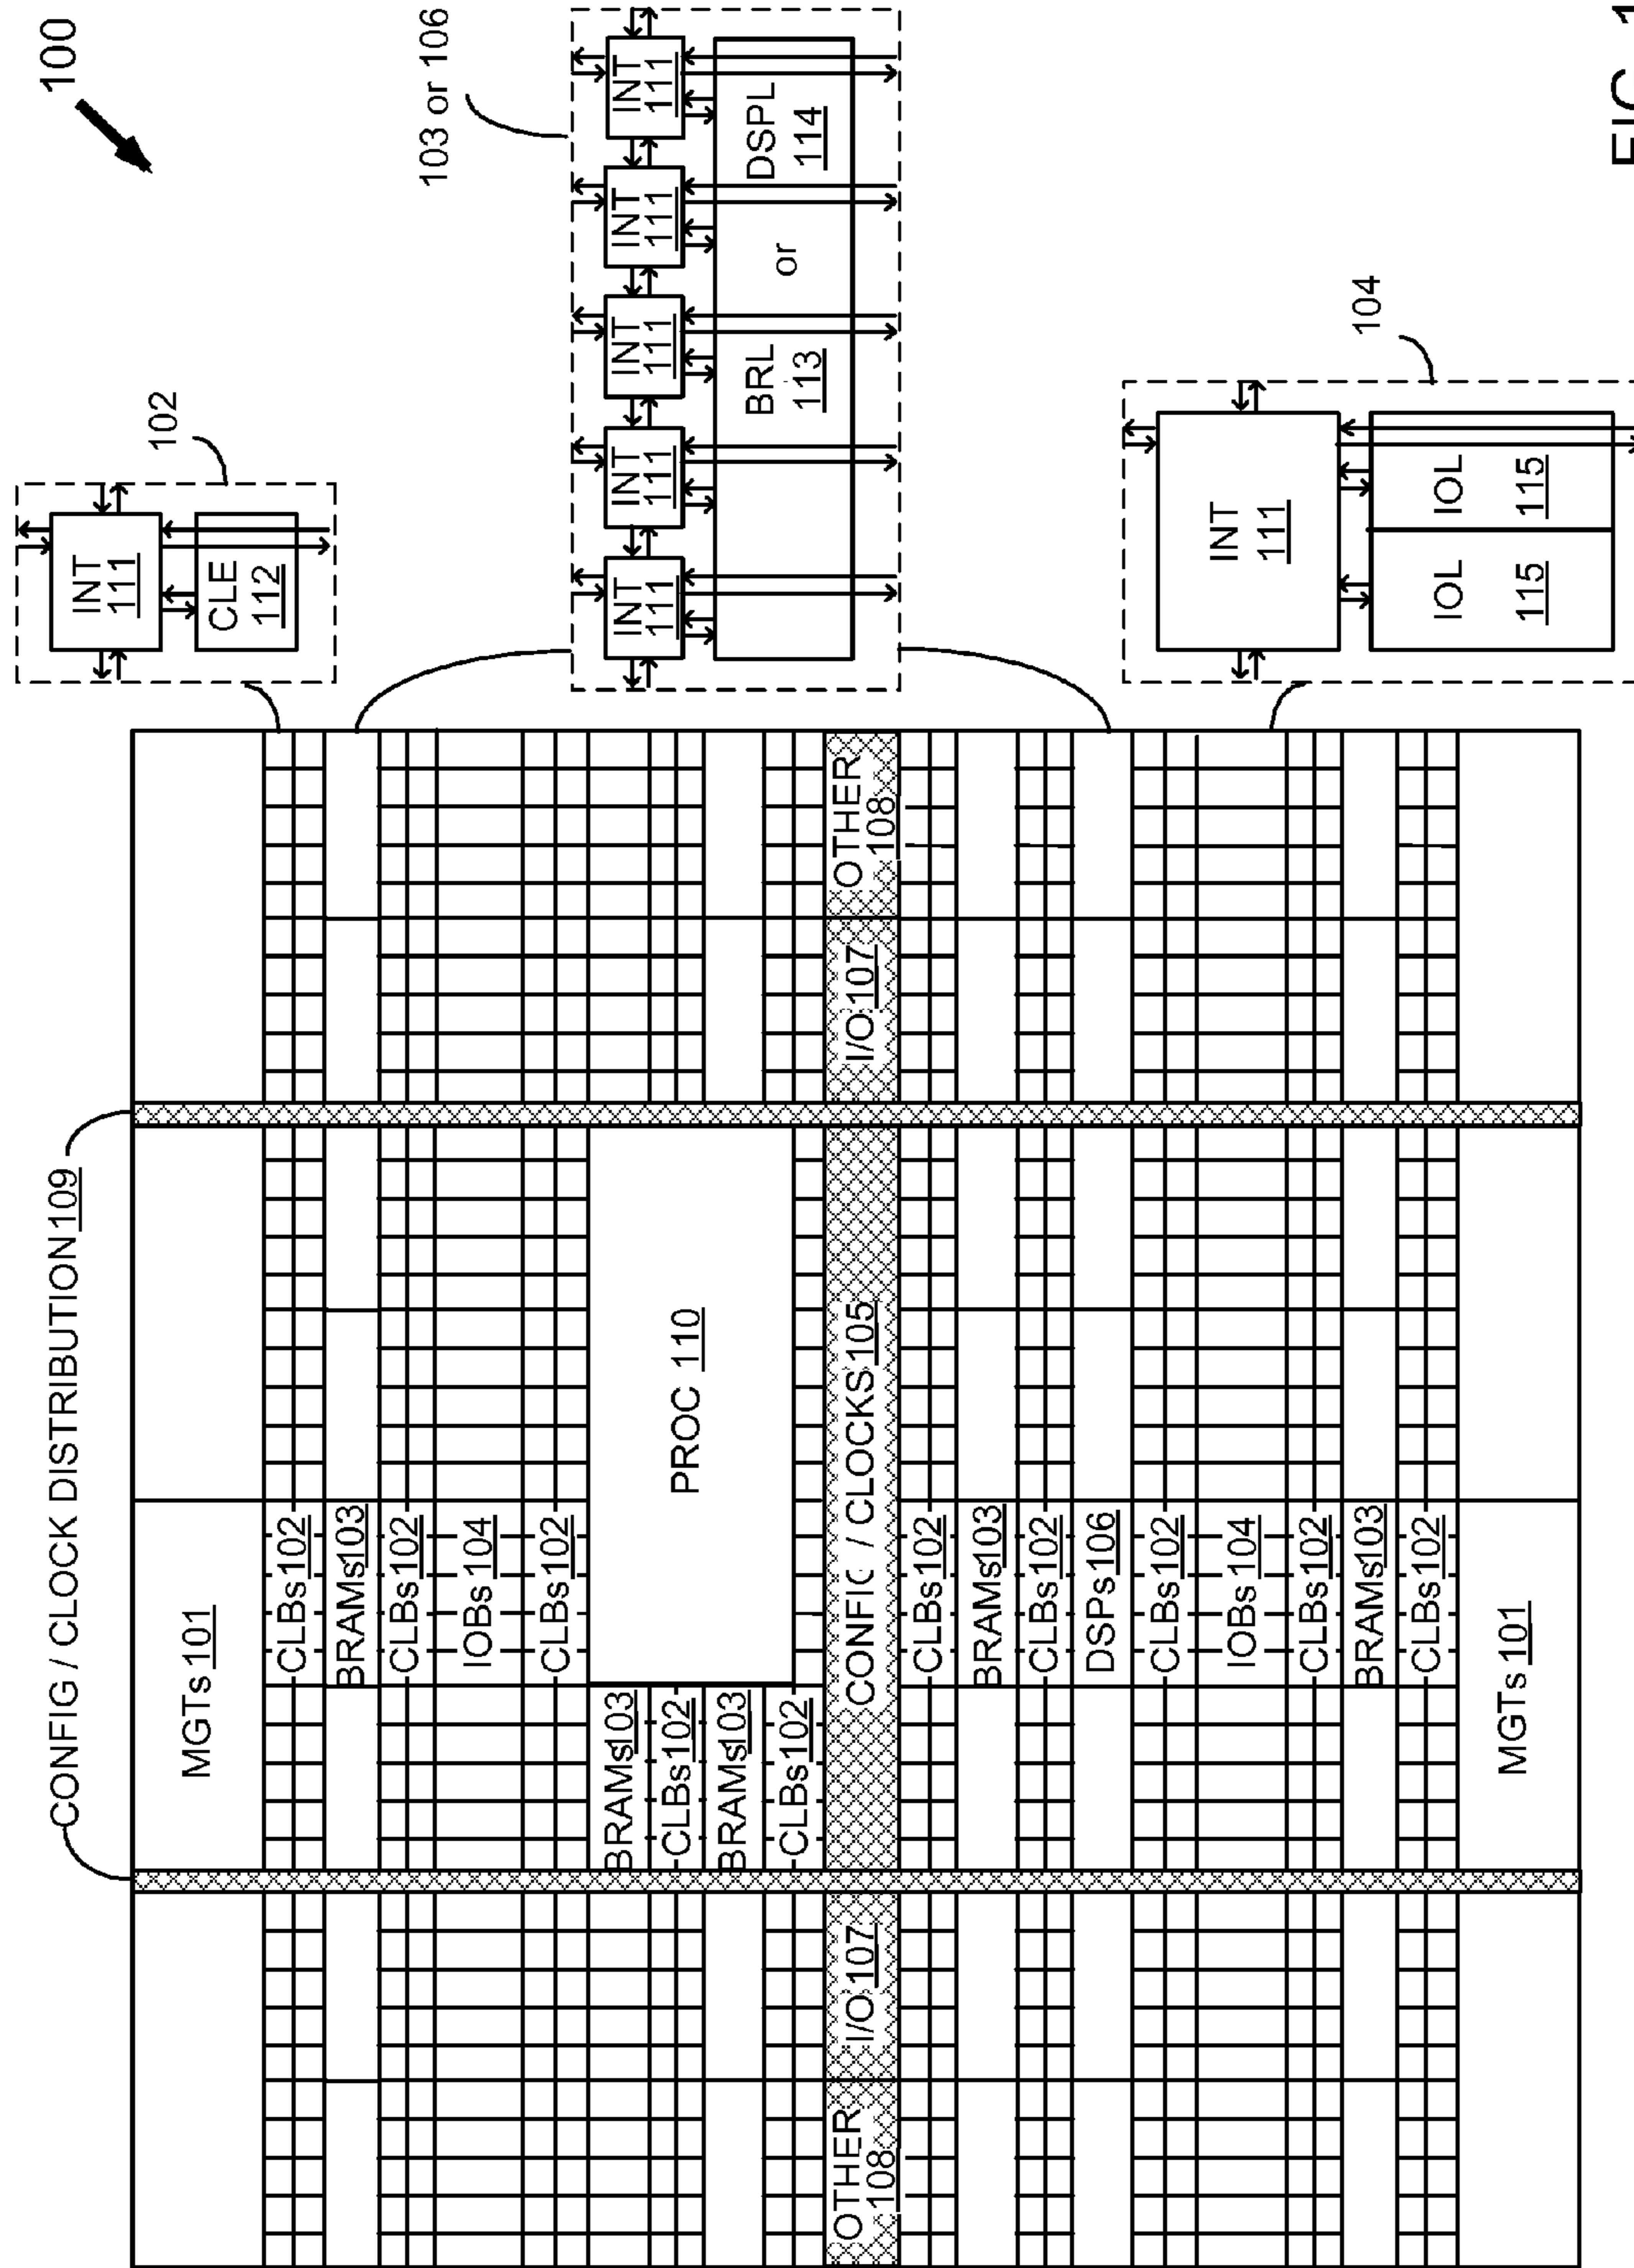 100
CONFIG / CLOCK DISTRIBUTION 109
MGTs 101
CLBs 102
BRAMs 103
CLBs 102
IOBs 104
CLBs 102
BRAMs 103
CLBs 102
BRAMs 103
CLBs 102
PROC 110
OTHER
108
I/O 107
CONFIG / CLOCKS 105
I/O 107
OTHER
108
CLBs 102
BRAMs 103
CLBs 102
DSPs 106
CLBs 102
IOBs 104
CLBs 102
BRAMs 103
CLBs 102
MGTs 101
102
INT
111
CLE
112
103 or 106
INT
111
INT
111
INT
111
INT
111
INT
111
BRL
113
or
DSPL
114
104
INT
111
IOL
115
IOL
115
FIG. 1